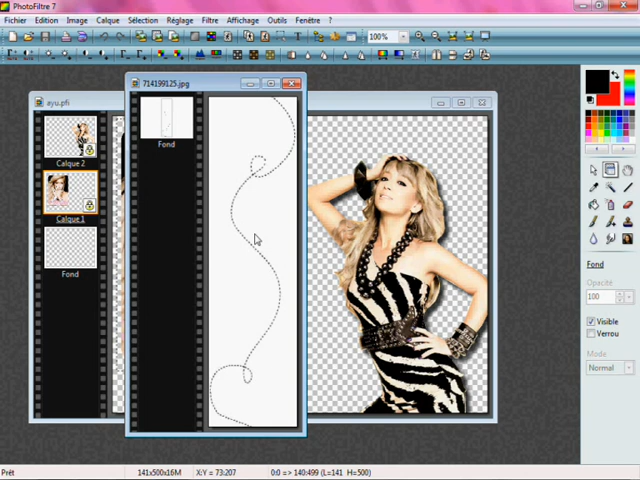 PhotoFiltre 7
Fichier Edition Image Calque Sélection Réglage Filtre Affichage Outils Fenêtre ?
100%
714199125.jpg
ayu.pfi
Fond
Calque 2
Calque 1
Fond
Fond
Opacité
100
Visible
Verrou
Mode
Normal
Prêt 141x500x16M X:Y = 73:207 0:0 => 140:499 (L=141 H=500)